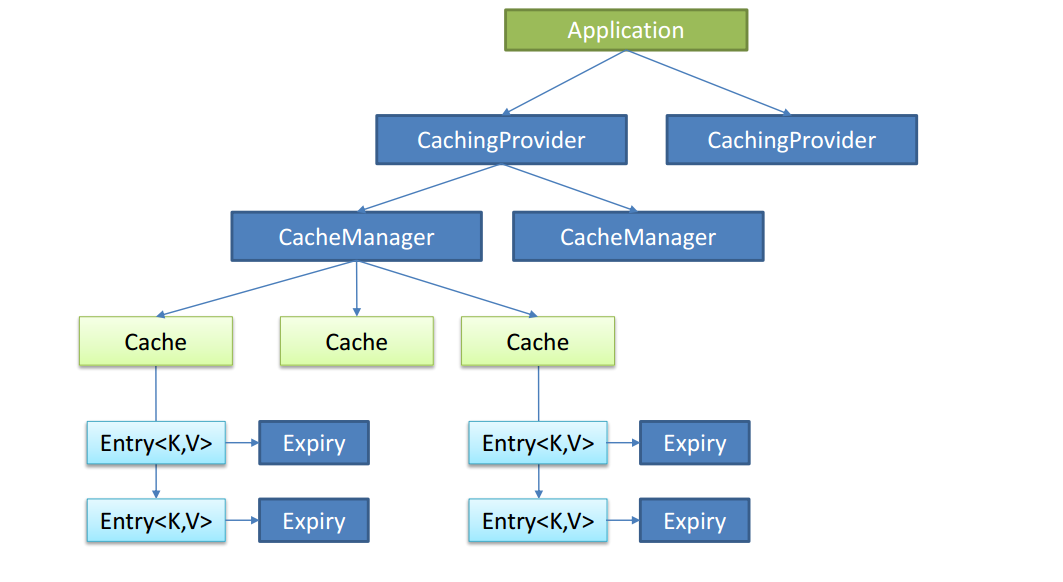 Application
CachingProvider
CachingProvider
CacheManager
CacheManager
Cache
Cache
Cache
Entry<K,V>
Expiry
Entry<K,V>
Expiry
Entry<K,V>
Expiry
Entry<K,V>
Expiry